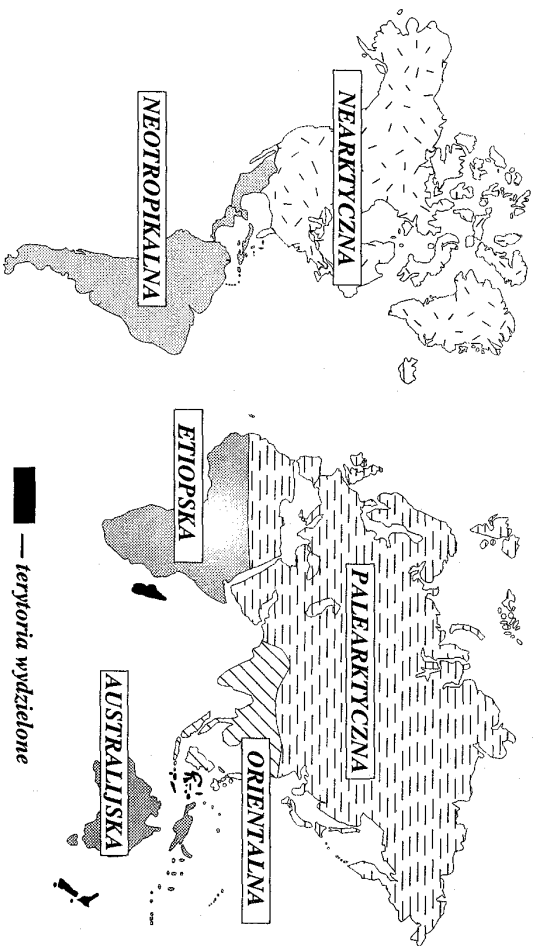 NEARKTYCZNA
NEOTROPIKALNA
PALEARKTYCZNA
ETIOPSKA
ORIENTALNA
AUSTRALIJSKA
— terytoria wydzielone